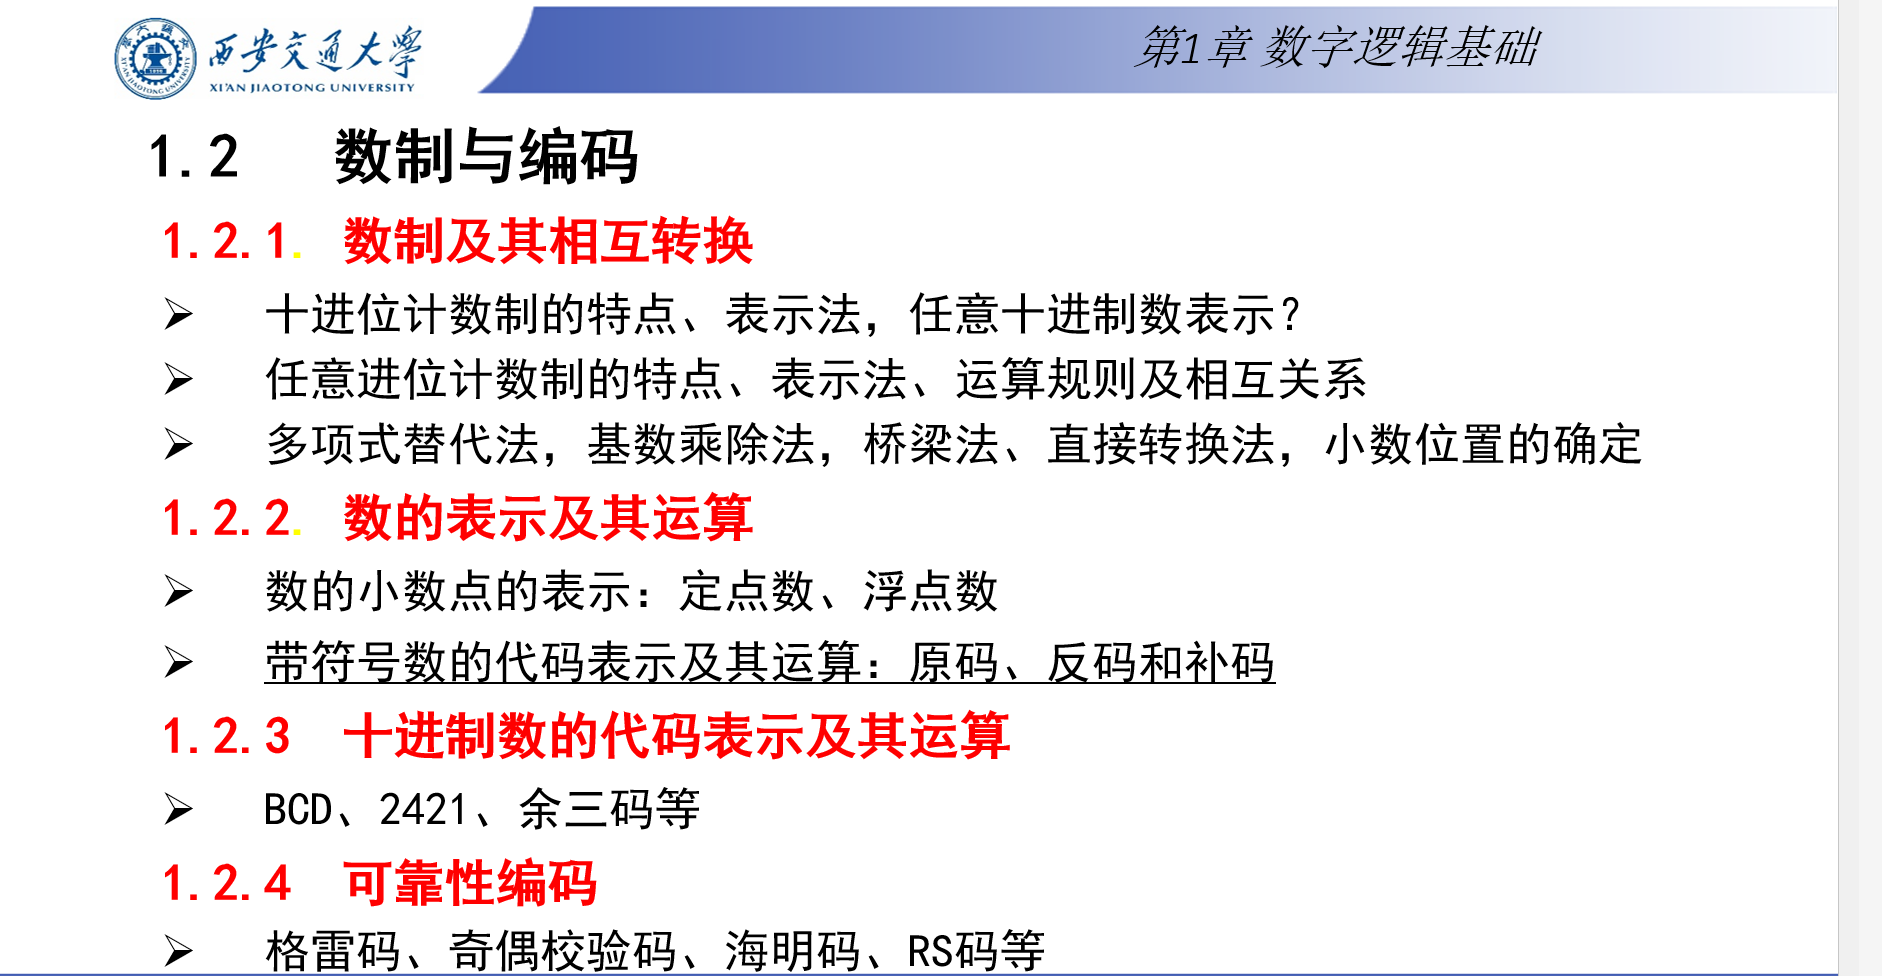 西安交通大学
XI'AN JIAOTONG UNIVERSITY
第1章 数字逻辑基础
1.2 数制与编码
1.2.1. 数制及其相互转换
➢ 十进位计数制的特点、表示法，任意十进制数表示？
➢ 任意进位计数制的特点、表示法、运算规则及相互关系
➢ 多项式替代法，基数乘除法，桥梁法、直接转换法，小数位置的确定
1.2.2. 数的表示及其运算
➢ 数的小数点的表示：定点数、浮点数
➢ 带符号数的代码表示及其运算：原码、反码和补码
1.2.3 十进制数的代码表示及其运算
➢ BCD、2421、余三码等
1.2.4 可靠性编码
➢ 格雷码、奇偶校验码、海明码、RS码等